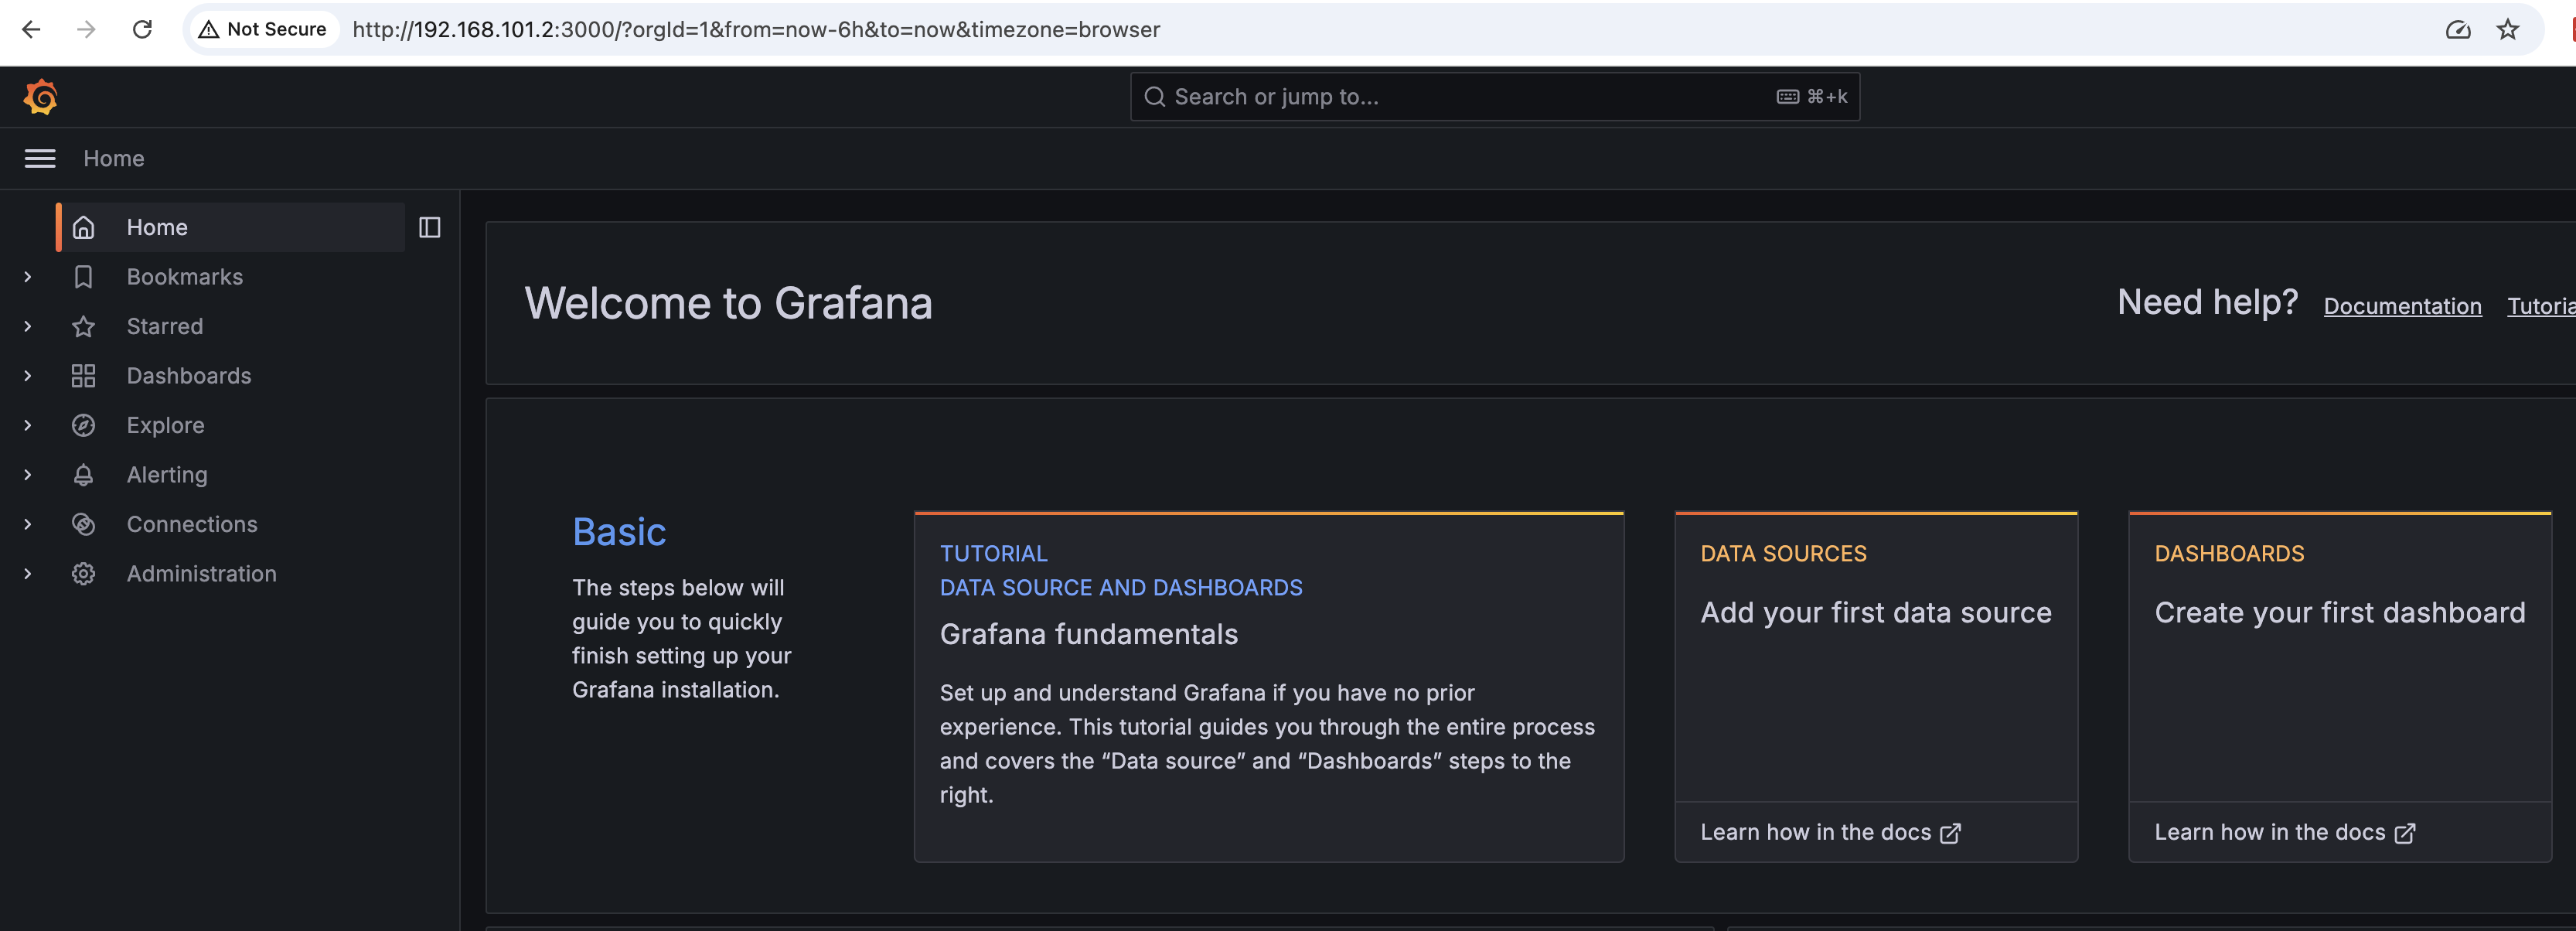 Not Secure http://192.168.101.2:3000/?orgId=1&from=now-6h&to=now&timezone=browser
Search or jump to... ⌘+k
Home
Home
Bookmarks
Starred
Dashboards
Explore
Alerting
Connections
Administration
Welcome to Grafana
Need help? Documentation Tutoria
Basic
The steps below will
guide you to quickly
finish setting up your
Grafana installation.
TUTORIAL
DATA SOURCE AND DASHBOARDS
Grafana fundamentals
Set up and understand Grafana if you have no prior
experience. This tutorial guides you through the entire process
and covers the “Data source” and “Dashboards” steps to the
right.
DATA SOURCES
Add your first data source
Learn how in the docs
DASHBOARDS
Create your first dashboard
Learn how in the docs